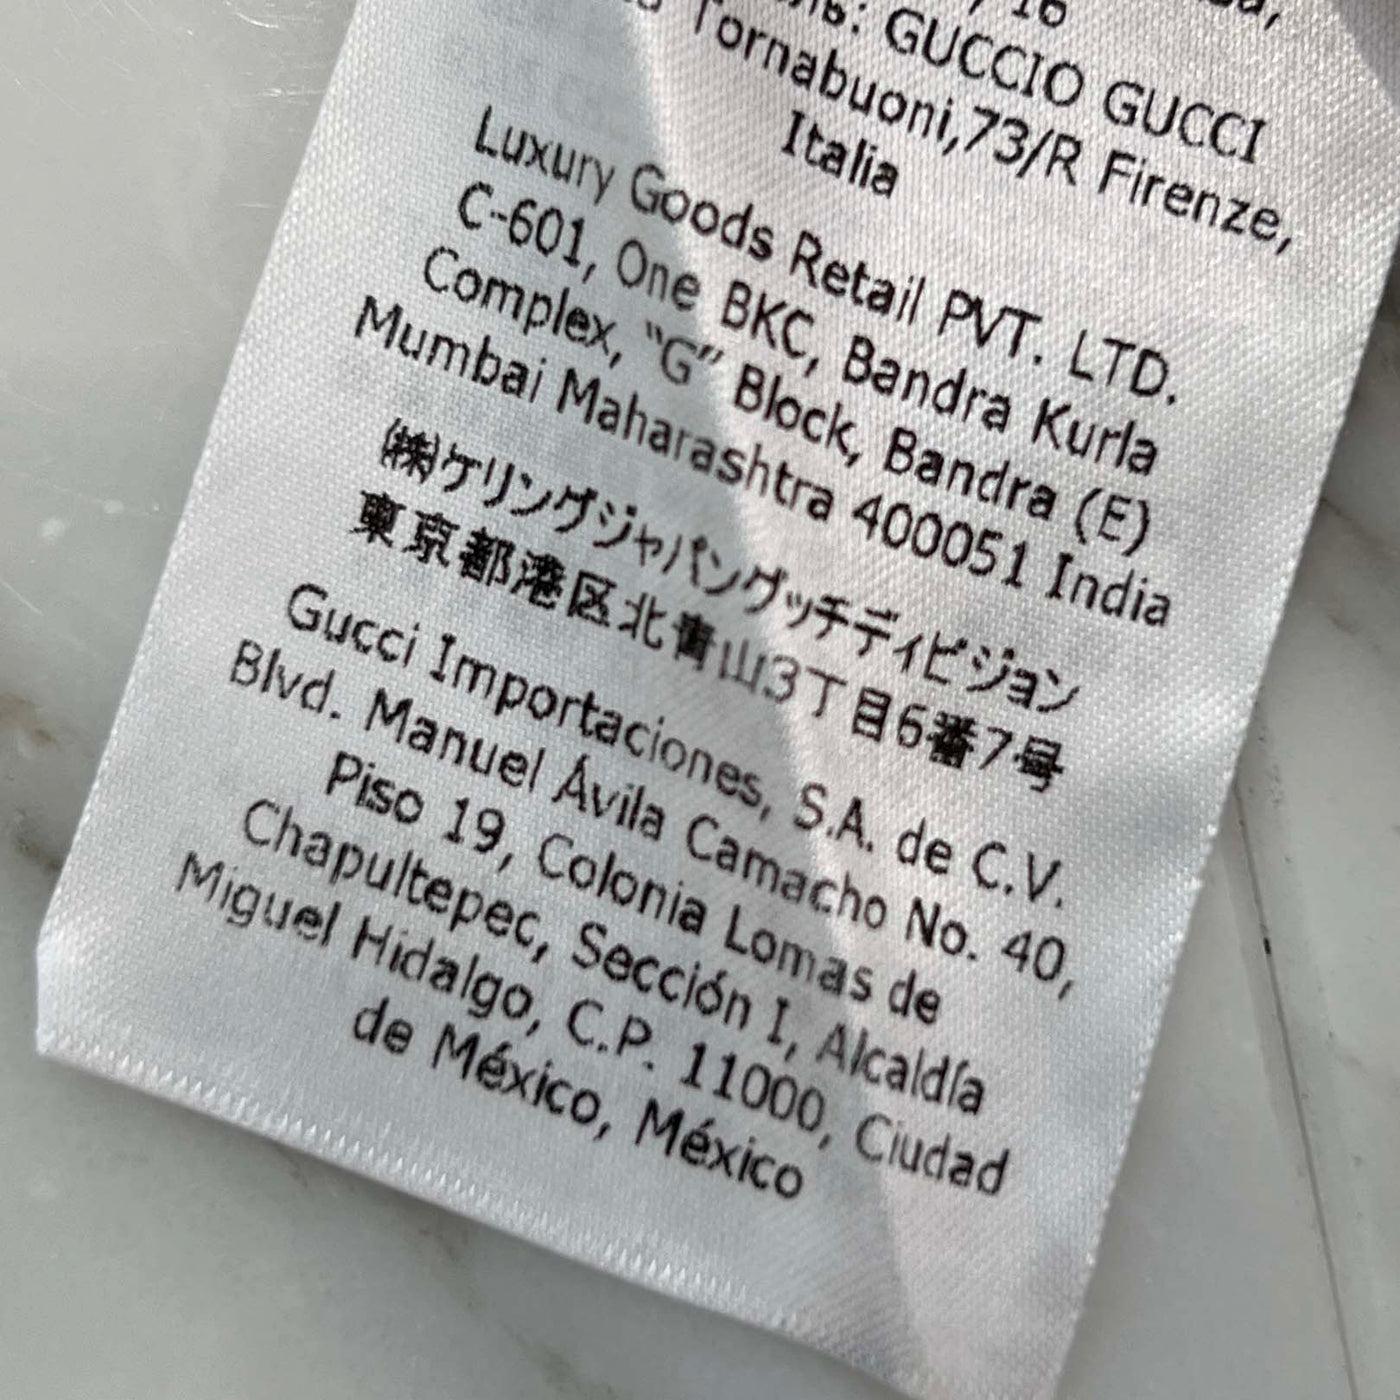 16
GUCCIO GUCCI
Tornabuoni,73/R Firenze,
Italia
Luxury Goods Retail PVT. LTD.
C-601, One BKC, Bandra Kurla
Complex, “G” Block, Bandra (E)
Mumbai Maharashtra 400051 India
㈱ケリングジャパングッチディビジョン
東京都港区北青山3丁目6番7号
Gucci Importaciones, S.A. de C.V.
Blvd. Manuel Ávila Camacho No. 40,
Piso 19, Colonia Lomas de
Chapultepec, Sección I, Alcaldía
Miguel Hidalgo, C.P. 11000, Ciudad
de México, México